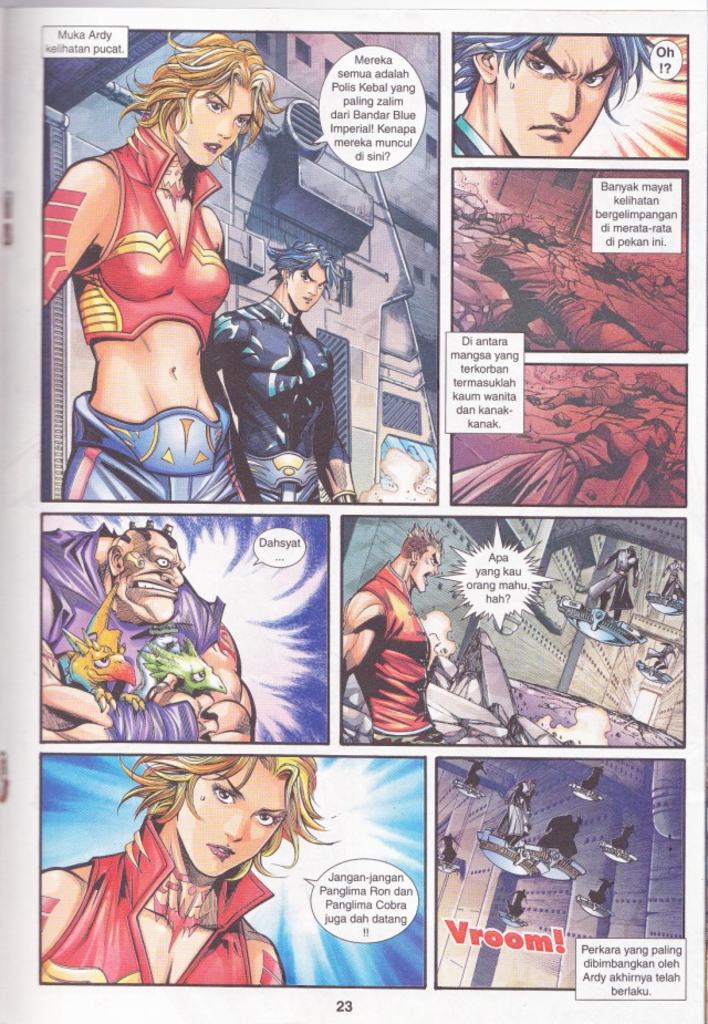 Muka Ardy
kelihatan pucat.
Mereka
semua adalah
Polis Kebal yang
paling zalim
dari Bandar Blue
Imperial! Kenapa
mereka muncul
di sini?
Oh
!?
Banyak mayat
kelihatan
bergelimpangan
di merata-rata
di pekan ini.
Di antara
mangsa yang
terkorban
termasuklah
kaum wanita
dan kanak-
kanak.
Dahsyat
...
Apa
yang kau
orang mahu,
hah?
Jangan-jangan
Panglima Ron dan
Panglima Cobra
juga dah datang
!!
Vroom!
Perkara yang paling
dibimbangkan oleh
Ardy akhirnya telah
berlaku.
23